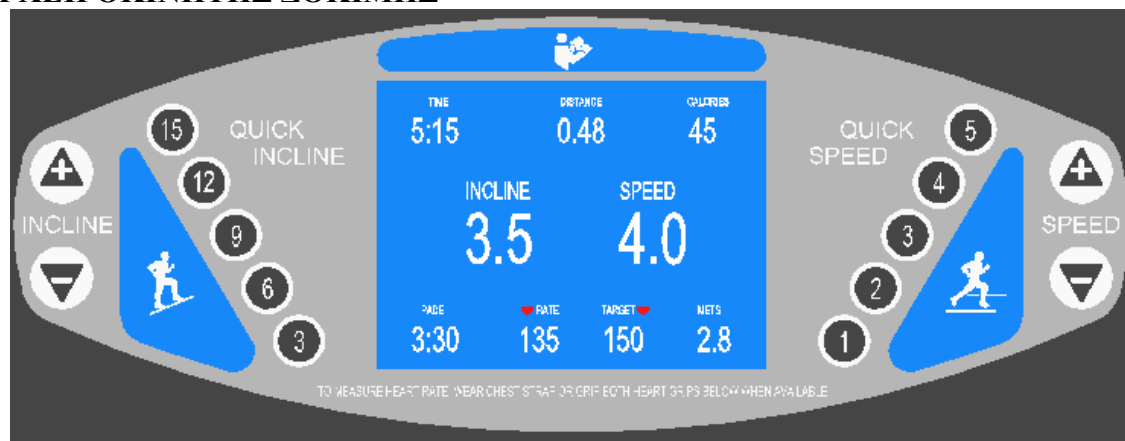 TIME DISTANCE CALORIES
5:15 0.48 45
15 QUICK INCLINE
12
9
6
3
INCLINE
INCLINE SPEED
3.5 4.0
PACE RATE TARGET METS
3:30 135 150 2.8
QUICK SPEED 5
4
3
2
1
SPEED
TO MEASURE HEART RATE, WEAR CHEST STRAP OR GRIP BOTH HEART GRIPS BELOW WHEN AVAILABLE